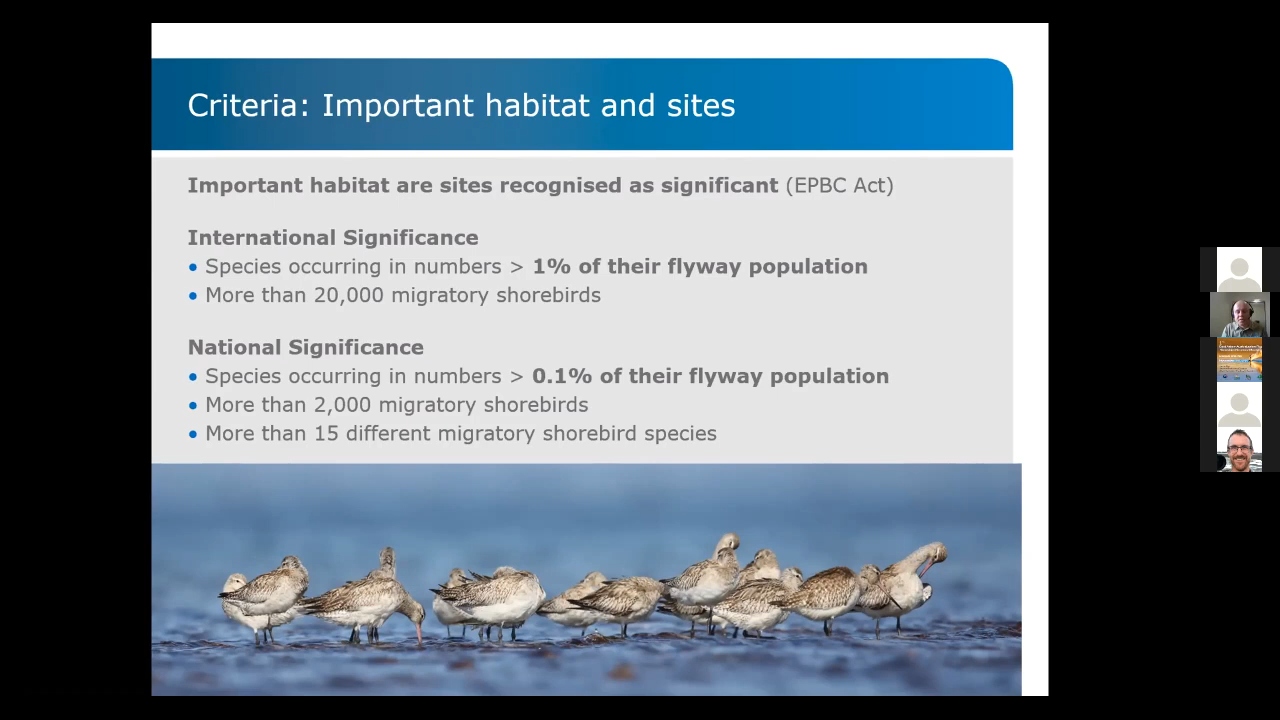 Criteria: Important habitat and sites
Important habitat are sites recognised as significant (EPBC Act)
International Significance
• Species occurring in numbers > 1% of their flyway population
• More than 20,000 migratory shorebirds
National Significance
• Species occurring in numbers > 0.1% of their flyway population
• More than 2,000 migratory shorebirds
• More than 15 different migratory shorebird species